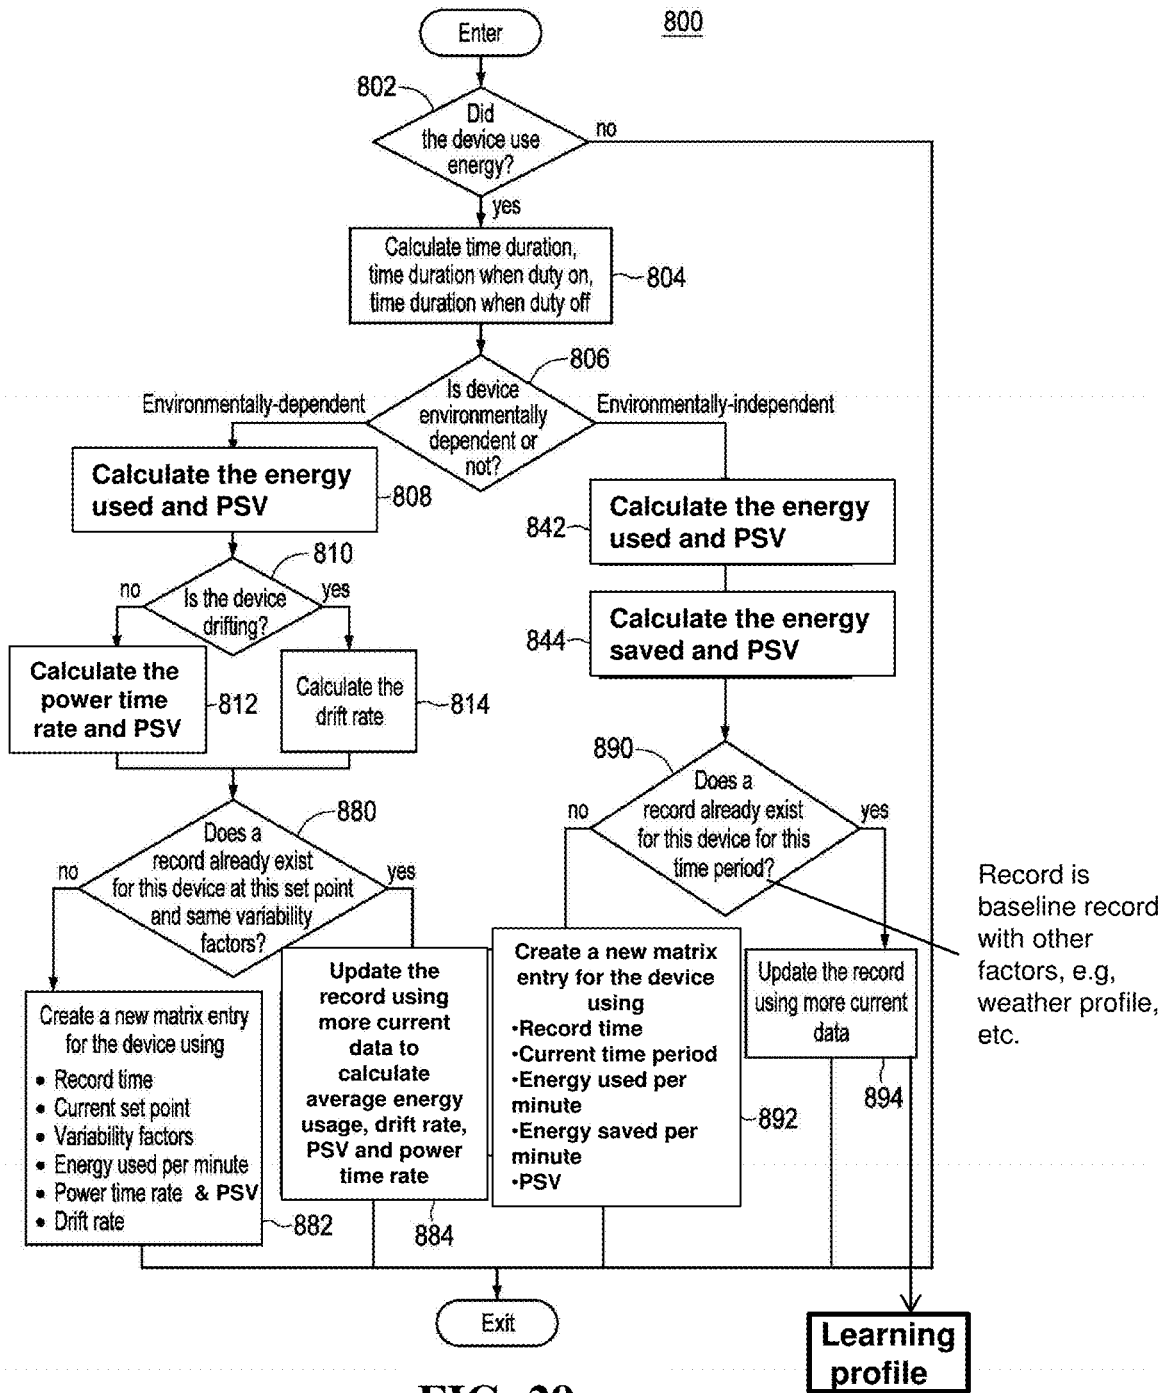 800
Enter
802
Did
the device use
energy?
no
yes
Calculate time duration,
time duration when duty on,
time duration when duty off
804
806
Is device
environmentally
dependent or
not?
Environmentally-dependent
Environmentally-independent
Calculate the energy
used and PSV
808
810
Is the device
drifting?
no
yes
Calculate the
power time
rate and PSV
812
Calculate the
drift rate
814
842
Calculate the energy
used and PSV
844
Calculate the energy
saved and PSV
880
Does a
record already exist
for this device at this set point
and same variability
factors?
no
yes
890
Does a
record already exist
for this device for this
time period?
no
yes
Record is
baseline record
with other
factors, e.g,
weather profile,
etc.
Create a new matrix entry
for the device using
• Record time
• Current set point
• Variability factors
• Energy used per minute
• Power time rate & PSV
• Drift rate
882
Update the
record using
more current
data to
calculate
average energy
usage, drift rate,
PSV and power
time rate
884
Create a new matrix
entry for the device
using
•Record time
•Current time period
•Energy used per
minute
•Energy saved per
minute
•PSV
892
Update the record
using more current
data
894
Exit
Learning
profile
FIG. 29